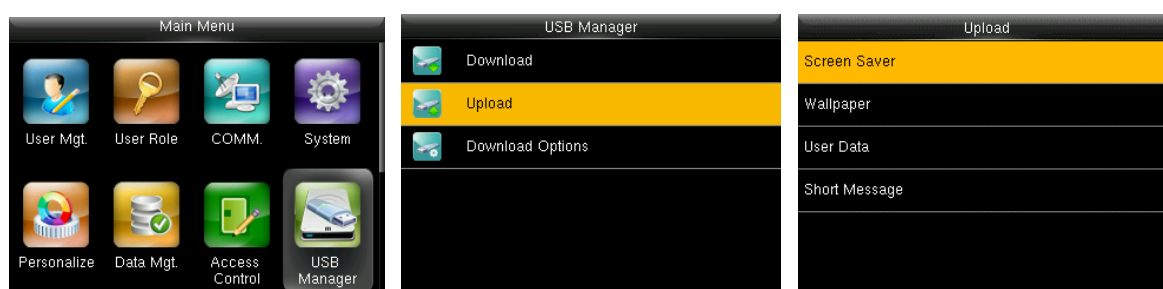 Main Menu
User Mgt.
User Role
COMM.
System
Personalize
Data Mgt.
Access
Control
USB
Manager
USB Manager
Download
Upload
Download Options
Upload
Screen Saver
Wallpaper
User Data
Short Message